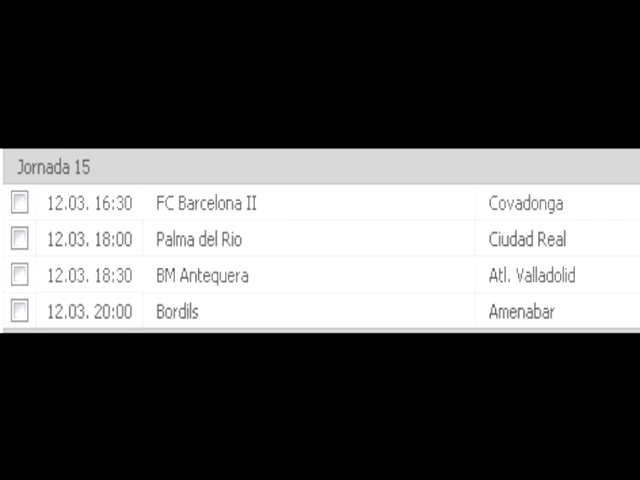 Jornada 15
12.03. 16:30 FC Barcelona II Covadonga
12.03. 18:00 Palma del Rio Ciudad Real
12.03. 18:30 BM Antequera Atl. Valladolid
12.03. 20:00 Bordils Amenabar